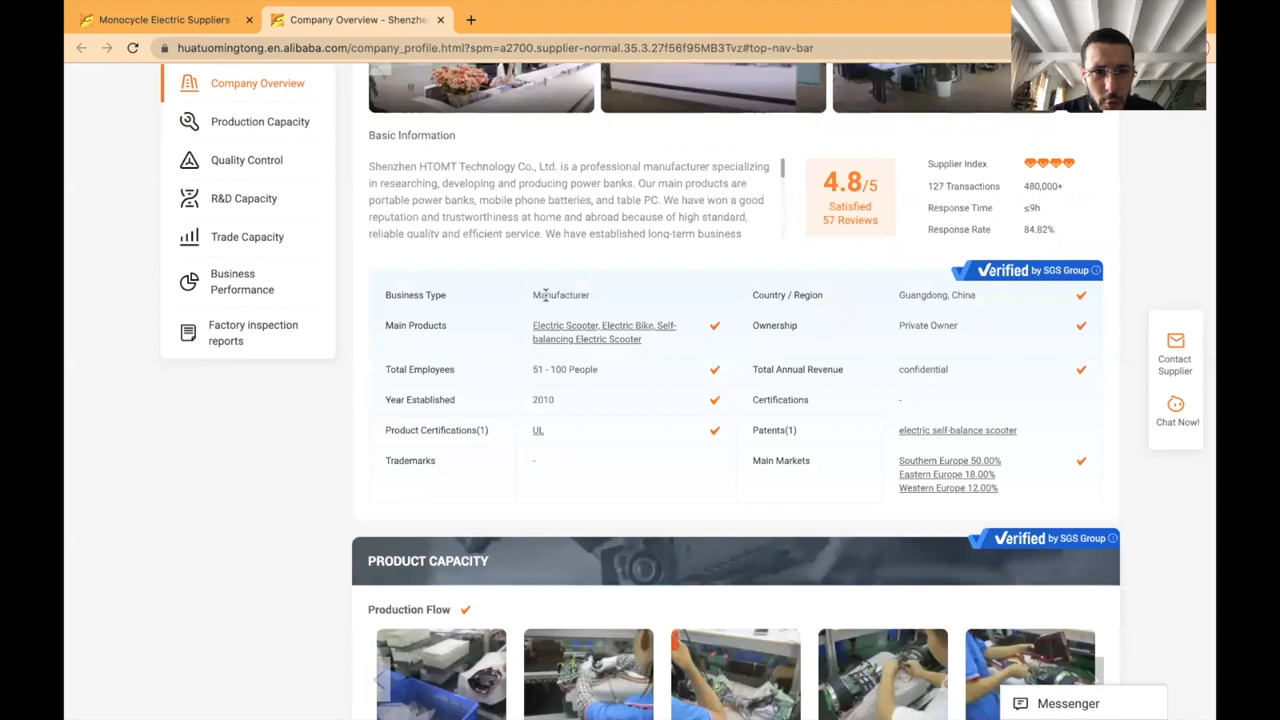 Monocycle Electric Suppliers
Company Overview - Shenzhe
huatuomingtong.en.alibaba.com/company_profile.html?spm=a2700.supplier-normal.35.3.27f56f95MB3Tvz#top-nav-bar
Company Overview
Production Capacity
Quality Control
R&D Capacity
Trade Capacity
Business
Performance
Factory inspection
reports
Basic Information
Shenzhen HTOMT Technology Co., Ltd. is a professional manufacturer specializing
in researching, developing and producing power banks. Our main products are
portable power banks, mobile phone batteries, and table PC. We have won a good
reputation and trustworthiness at home and abroad because of high standard,
reliable quality and efficient service. We have established long-term business
4.8/5
Satisfied
57 Reviews
Supplier Index
127 Transactions 480,000+
Response Time ≤9h
Response Rate 84.82%
Verified by SGS Group
Business Type Manufacturer Country / Region Guangdong, China
Main Products Electric Scooter, Electric Bike, Self-
balancing Electric Scooter
Ownership Private Owner
Total Employees 51 - 100 People Total Annual Revenue confidential
Year Established 2010 Certifications -
Product Certifications(1) UL Patents(1) electric self-balance scooter
Trademarks - Main Markets Southern Europe 50.00%
Eastern Europe 18.00%
Western Europe 12.00%
Contact
Supplier
Chat Now!
Verified by SGS Group
PRODUCT CAPACITY
Production Flow
Messenger